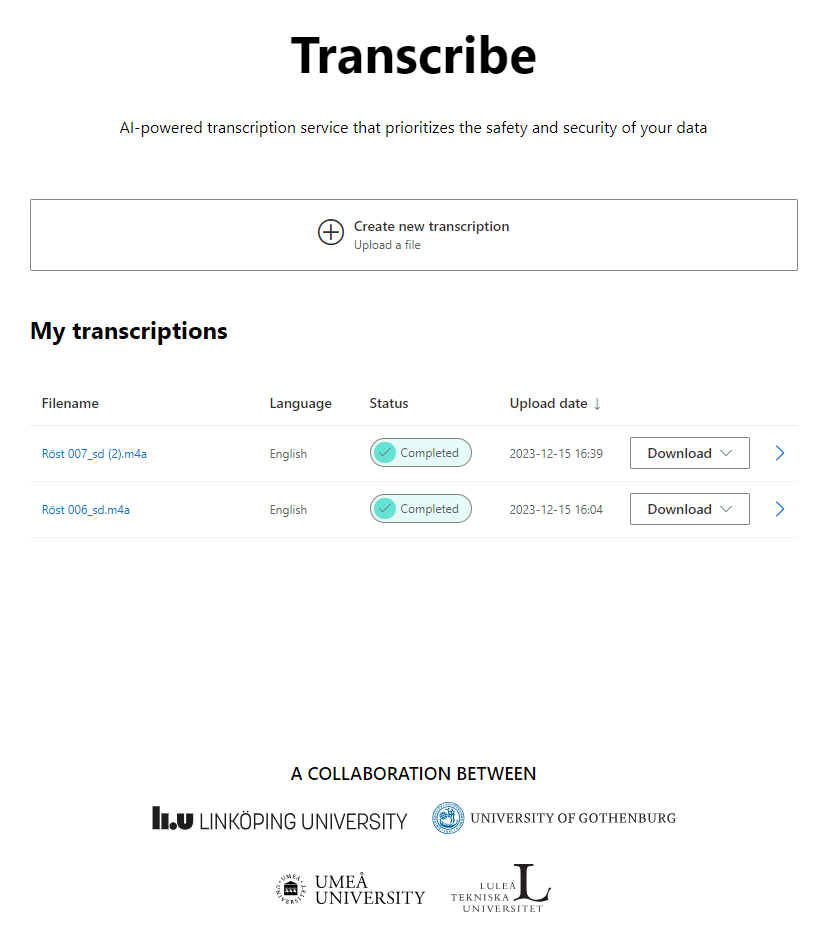 Transcribe
AI-powered transcription service that prioritizes the safety and security of your data
Create new transcription
Upload a file
My transcriptions
Filename Language Status Upload date ↓
Röst 007_sd (2).m4a English Completed 2023-12-15 16:39 Download
Röst 006_sd.m4a English Completed 2023-12-15 16:04 Download
A COLLABORATION BETWEEN
li.u LINKÖPING UNIVERSITY UNIVERSITY OF GOTHENBURG
UMEÅ UNIVERSITY
UMEÅ
UNIVERSITY
LULEÅ
TEKNISKA
UNIVERSITET
L